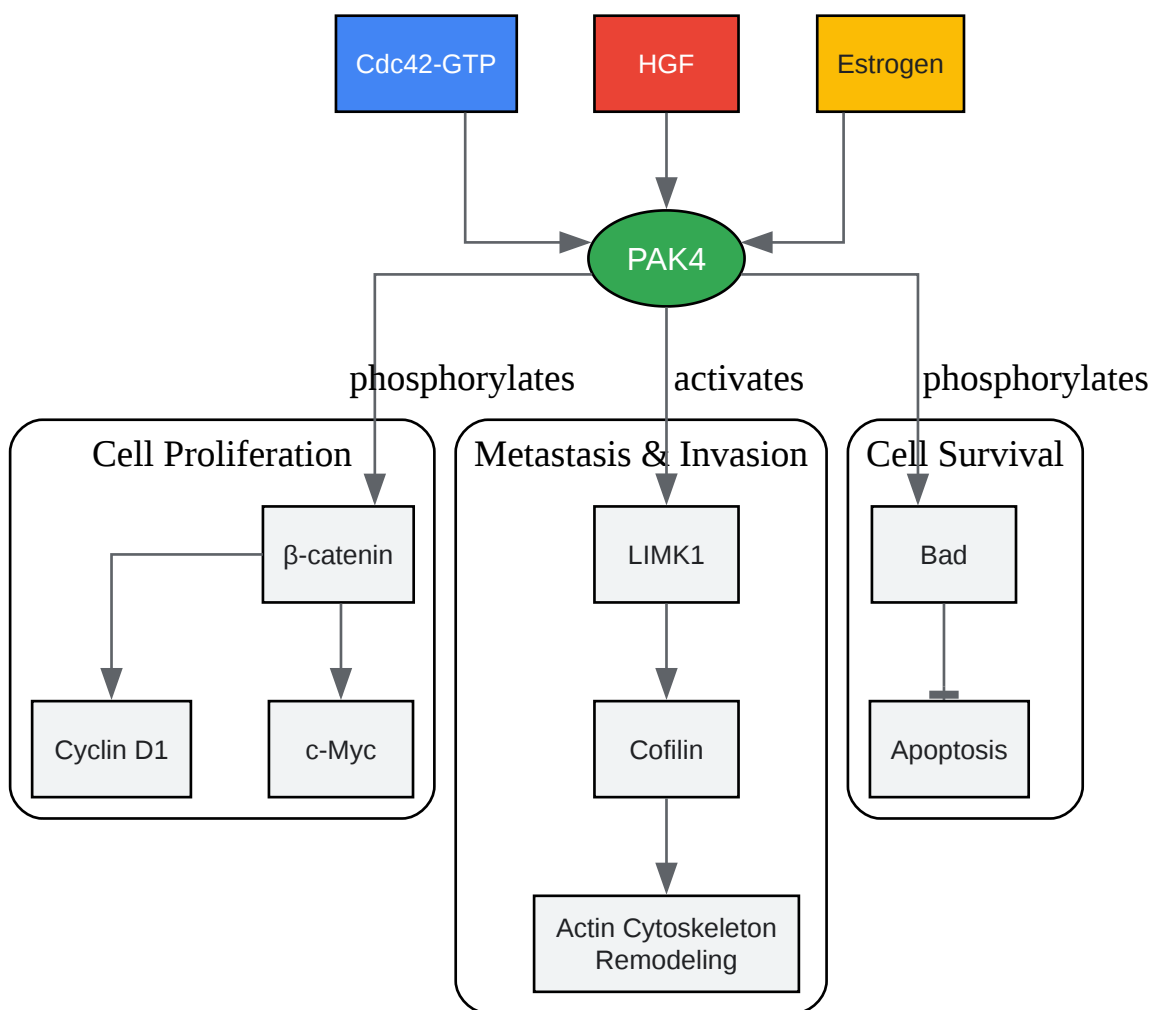 Cdc42-GTP
HGF
Estrogen
PAK4
phosphorylates
activates
phosphorylates
Cell Proliferation
Metastasis & Invasion
Cell Survival
β-catenin
LIMK1
Bad
Cyclin D1
c-Myc
Cofilin
Apoptosis
Actin Cytoskeleton
Remodeling